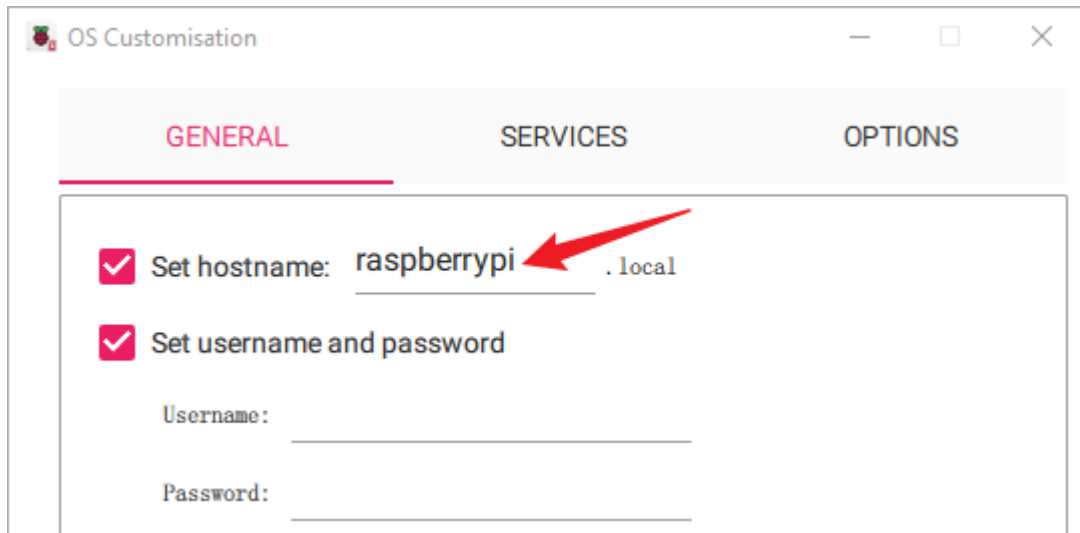 OS Customisation
GENERAL SERVICES OPTIONS
Set hostname: raspberrypi .local
Set username and password
Username:
Password: